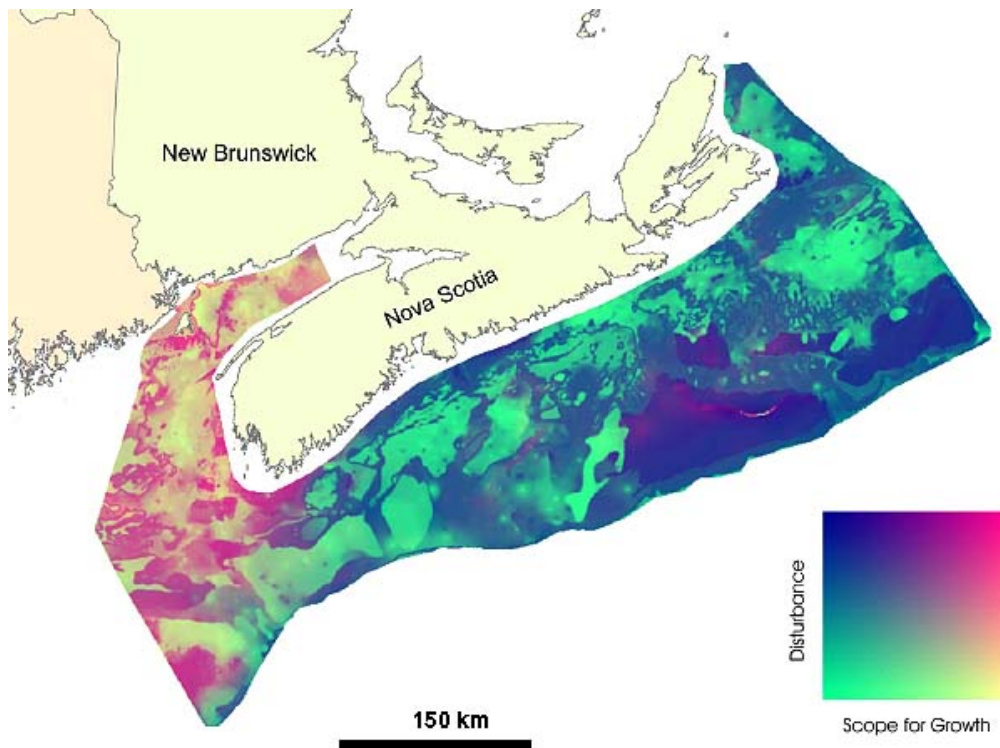 New Brunswick
Nova Scotia
Disturbance
Scope for Growth
150 km